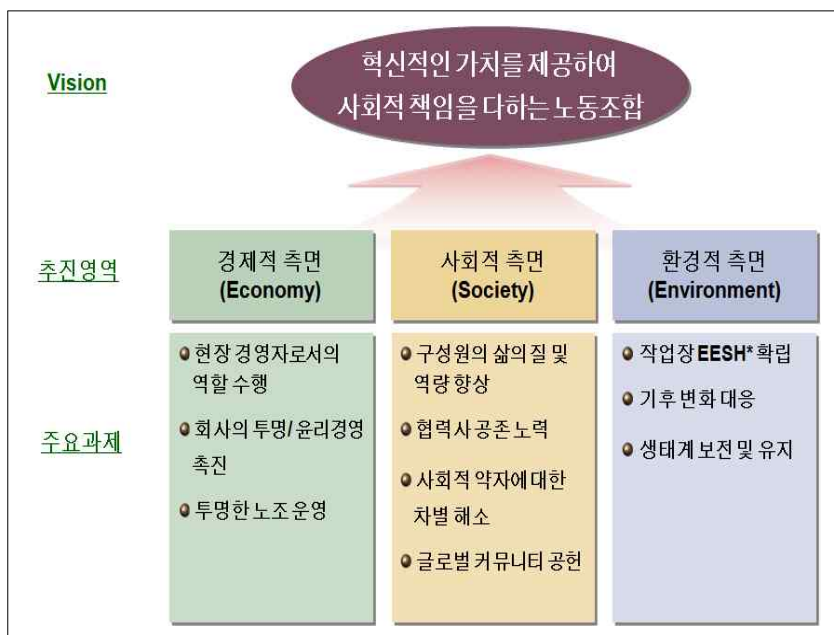 Vision
혁신적인 가치를 제공하여
사회적 책임을 다하는 노동조합
추진영역
경제적 측면
(Economy)
사회적 측면
(Society)
환경적 측면
(Environment)
주요과제
현장 경영자로서의
역할 수행
회사의 투명/윤리경영
촉진
투명한 노조 운영
구성원의 삶의 질 및
역량 향상
협력사 공존 노력
사회적 약자에 대한
차별 해소
글로벌 커뮤니티 공헌
작업장 EESH* 확립
기후 변화 대응
생태계 보전 및 유지